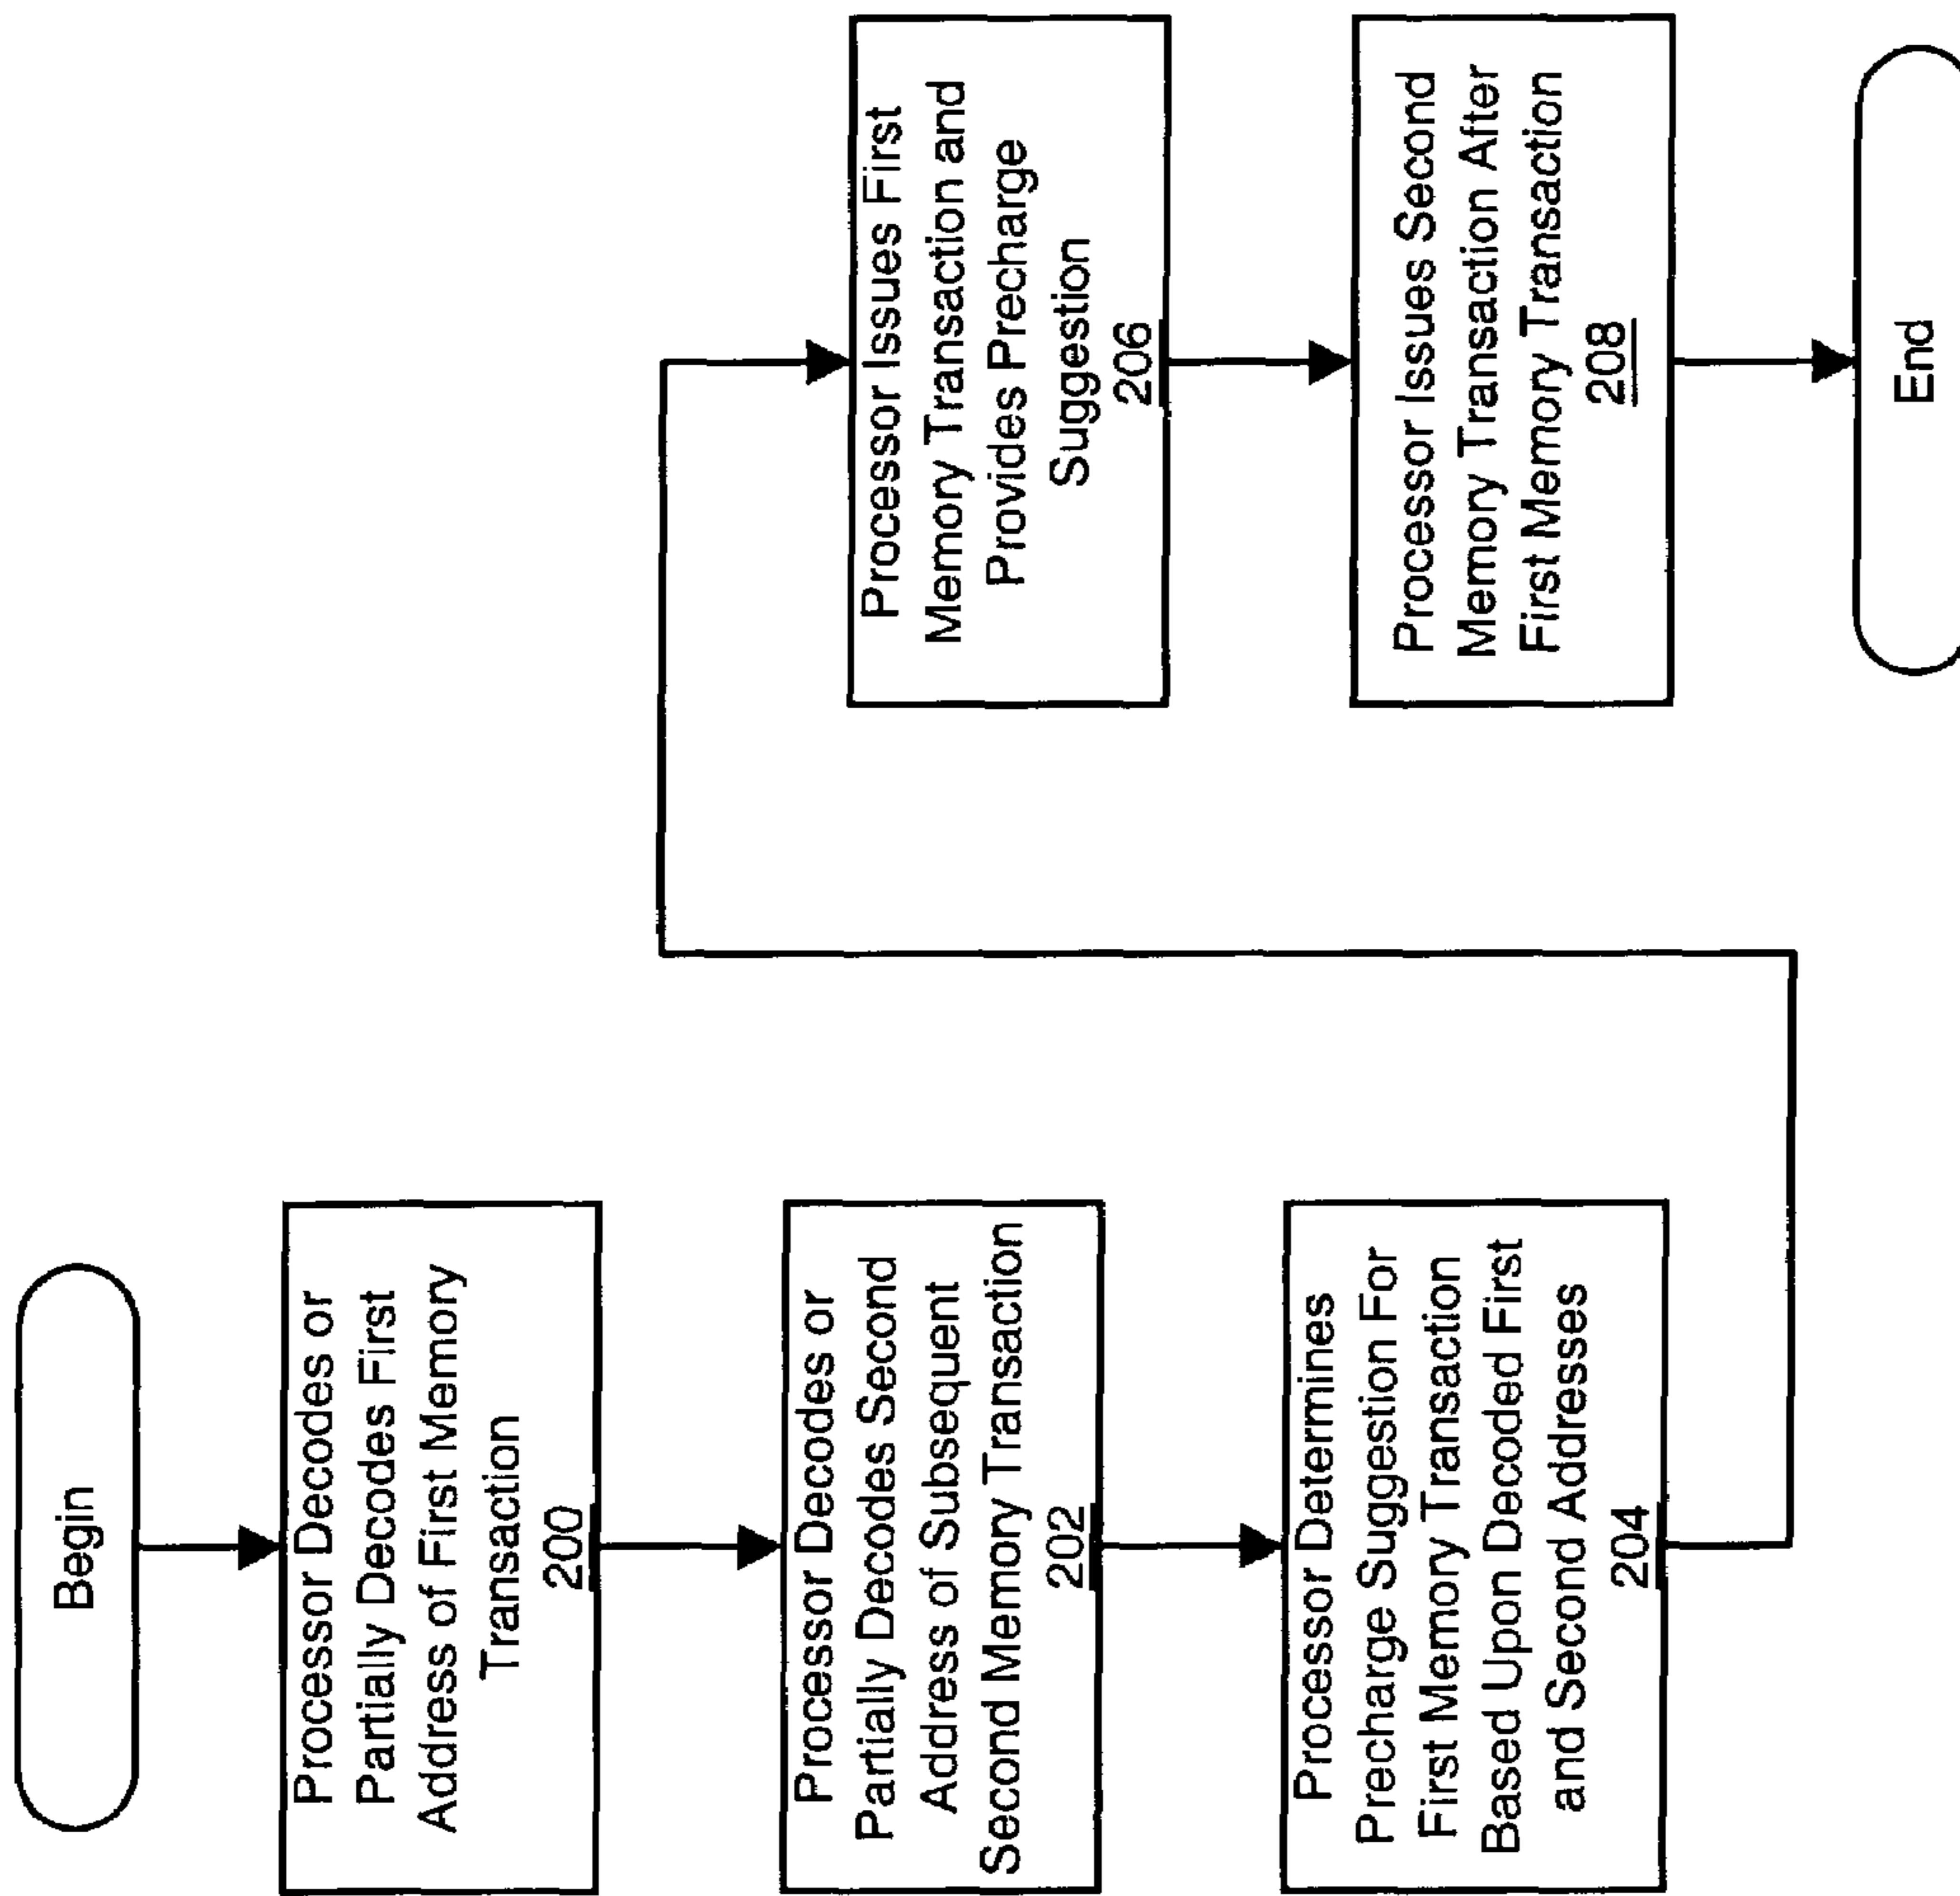 Begin
Processor Decodes or
Partially Decodes First
Address of First Memory
Transaction
200
Processor Decodes or
Partially Decodes Second
Address of Subsequent
Second Memory Transaction
202
Processor Determines
Precharge Suggestion For
First Memory Transaction
Based Upon Decoded First
and Second Addresses
204
Processor Issues First
Memory Transaction and
Provides Precharge
Suggestion
206
Processor Issues Second
Memory Transaction After
First Memory Transaction
208
End